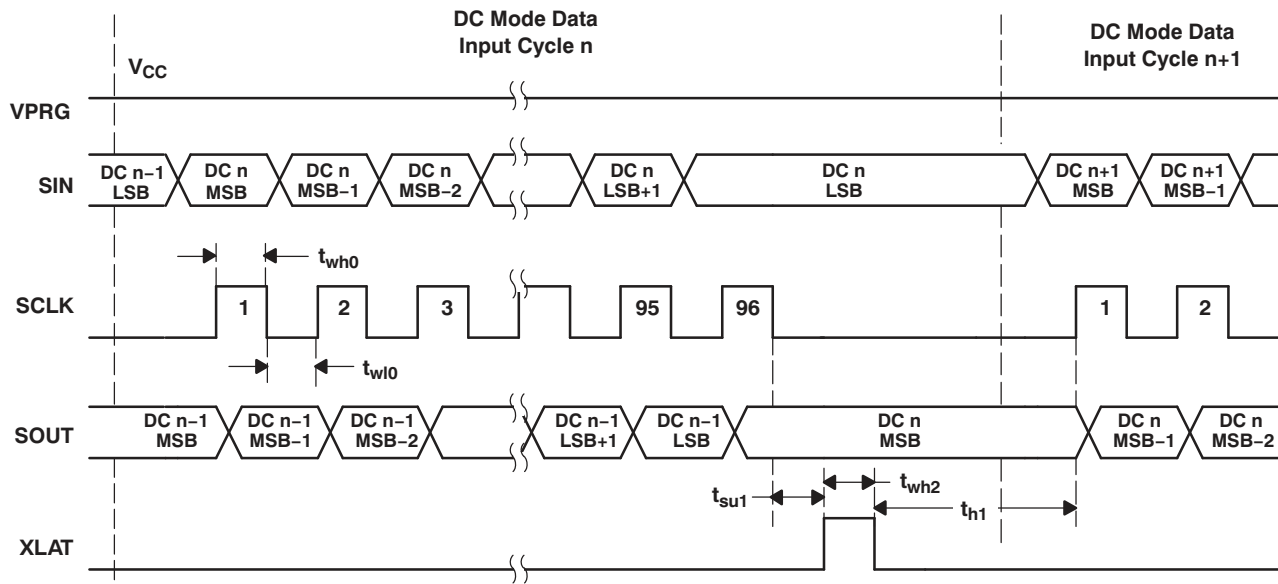 DC Mode Data
Input Cycle n
DC Mode Data
Input Cycle n+1
VCC
VPRG
SIN
DC n−1
LSB
DC n
MSB
DC n
MSB−1
DC n
MSB−2
DC n
LSB+1
DC n
LSB
DC n+1
MSB
DC n+1
MSB−1
twh0
SCLK
1
2
3
95
96
1
2
twl0
SOUT
DC n−1
MSB
DC n−1
MSB−1
DC n−1
MSB−2
DC n−1
LSB+1
DC n−1
LSB
DC n
MSB
DC n
MSB−1
DC n
MSB−2
tsu1
twh2
th1
XLAT